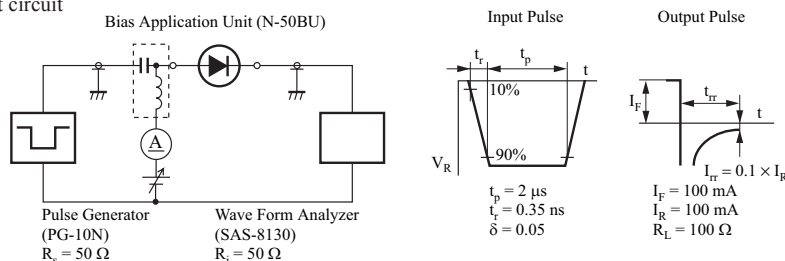 t circuit
Bias Application Unit (N-50BU)
A
Pulse Generator
(PG-10N)
R_s = 50 Ω
Wave Form Analyzer
(SAS-8130)
R_i = 50 Ω
Input Pulse
t_r
t_p
t
10%
90%
V_R
t_p = 2 μs
t_r = 0.35 ns
δ = 0.05
Output Pulse
I_F
t_rr
t
I_rr = 0.1 × I_R
I_F = 100 mA
I_R = 100 mA
R_L = 100 Ω